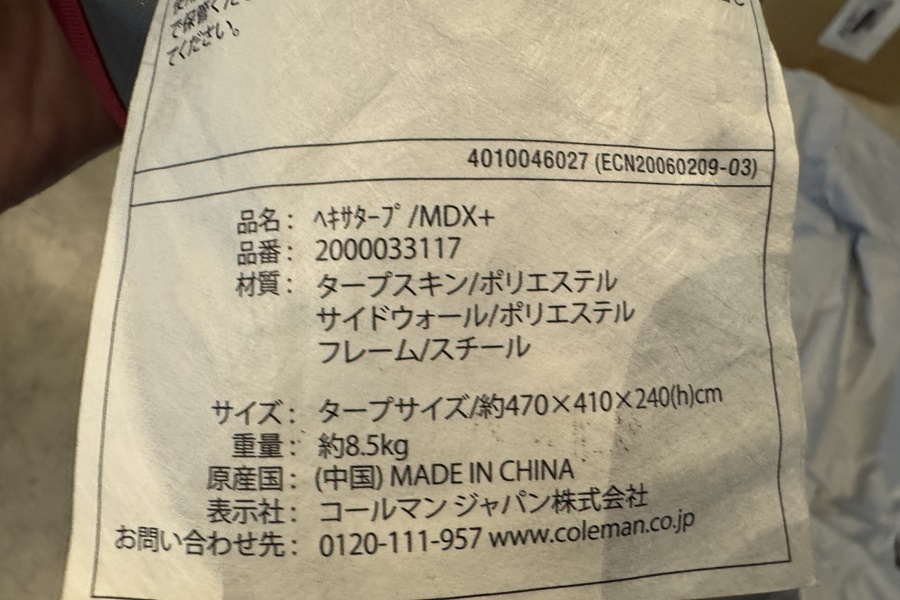 で保管くだ
てください。
4010046027 (ECN20060209-03)
品名： ﾍｷｻﾀｰﾌﾟ/MDX+
品番： 2000033117
材質： タープスキン/ポリエステル
サイドウォール/ポリエステル
フレーム/スチール
サイズ： タープサイズ/約470×410×240(h)cm
重量： 約8.5kg
原産国： (中国) MADE IN CHINA
表示社： コールマン ジャパン株式会社
お問い合わせ先： 0120-111-957 www.coleman.co.jp